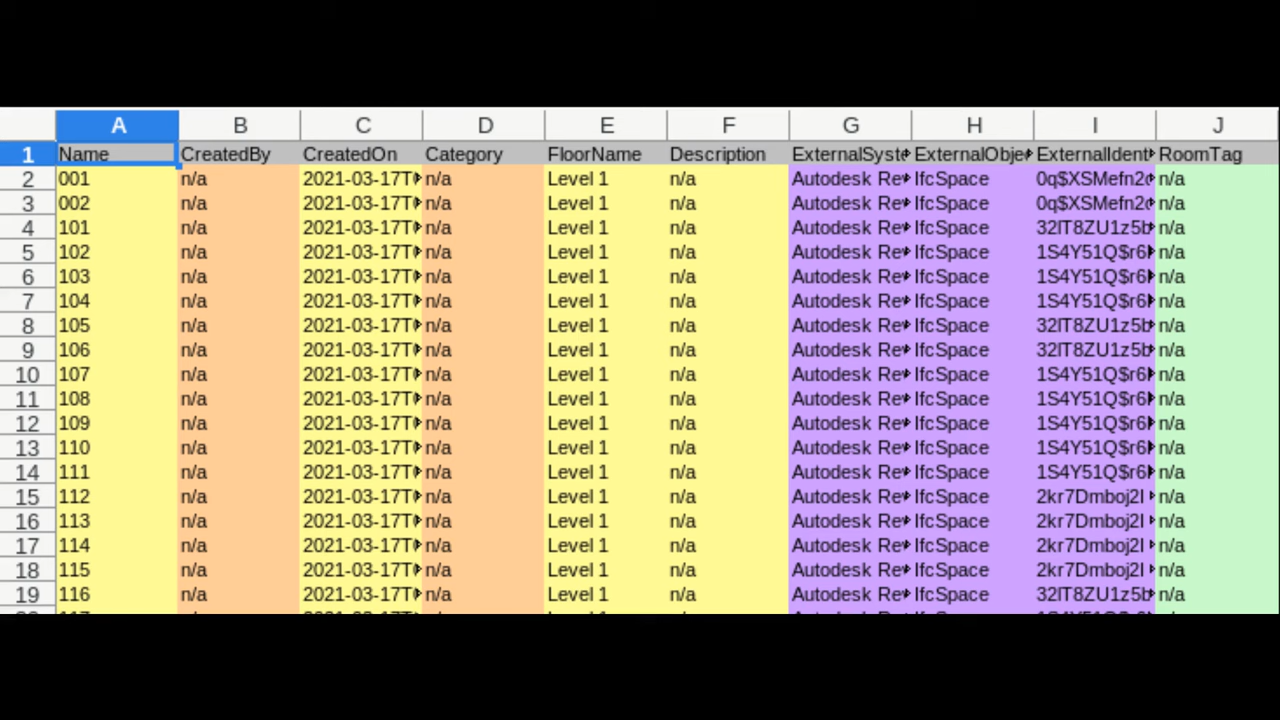 A B C D E F G H I J
1 Name CreatedBy CreatedOn Category FloorName Description ExternalSyst ExternalObje ExternalIdent RoomTag
2 001 n/a 2021-03-17T n/a Level 1 n/a Autodesk Re IfcSpace 0q$XSMefn2 n/a
3 002 n/a 2021-03-17T n/a Level 1 n/a Autodesk Re IfcSpace 0q$XSMefn2 n/a
4 101 n/a 2021-03-17T n/a Level 1 n/a Autodesk Re IfcSpace 32lT8ZU1z5b n/a
5 102 n/a 2021-03-17T n/a Level 1 n/a Autodesk Re IfcSpace 1S4Y51Q$r6 n/a
6 103 n/a 2021-03-17T n/a Level 1 n/a Autodesk Re IfcSpace 1S4Y51Q$r6 n/a
7 104 n/a 2021-03-17T n/a Level 1 n/a Autodesk Re IfcSpace 1S4Y51Q$r6 n/a
8 105 n/a 2021-03-17T n/a Level 1 n/a Autodesk Re IfcSpace 32lT8ZU1z5b n/a
9 106 n/a 2021-03-17T n/a Level 1 n/a Autodesk Re IfcSpace 32lT8ZU1z5b n/a
10 107 n/a 2021-03-17T n/a Level 1 n/a Autodesk Re IfcSpace 1S4Y51Q$r6 n/a
11 108 n/a 2021-03-17T n/a Level 1 n/a Autodesk Re IfcSpace 1S4Y51Q$r6 n/a
12 109 n/a 2021-03-17T n/a Level 1 n/a Autodesk Re IfcSpace 1S4Y51Q$r6 n/a
13 110 n/a 2021-03-17T n/a Level 1 n/a Autodesk Re IfcSpace 1S4Y51Q$r6 n/a
14 111 n/a 2021-03-17T n/a Level 1 n/a Autodesk Re IfcSpace 1S4Y51Q$r6 n/a
15 112 n/a 2021-03-17T n/a Level 1 n/a Autodesk Re IfcSpace 2kr7Dmboj2I n/a
16 113 n/a 2021-03-17T n/a Level 1 n/a Autodesk Re IfcSpace 2kr7Dmboj2I n/a
17 114 n/a 2021-03-17T n/a Level 1 n/a Autodesk Re IfcSpace 2kr7Dmboj2I n/a
18 115 n/a 2021-03-17T n/a Level 1 n/a Autodesk Re IfcSpace 2kr7Dmboj2I n/a
19 116 n/a 2021-03-17T n/a Level 1 n/a Autodesk Re IfcSpace 32lT8ZU1z5b n/a